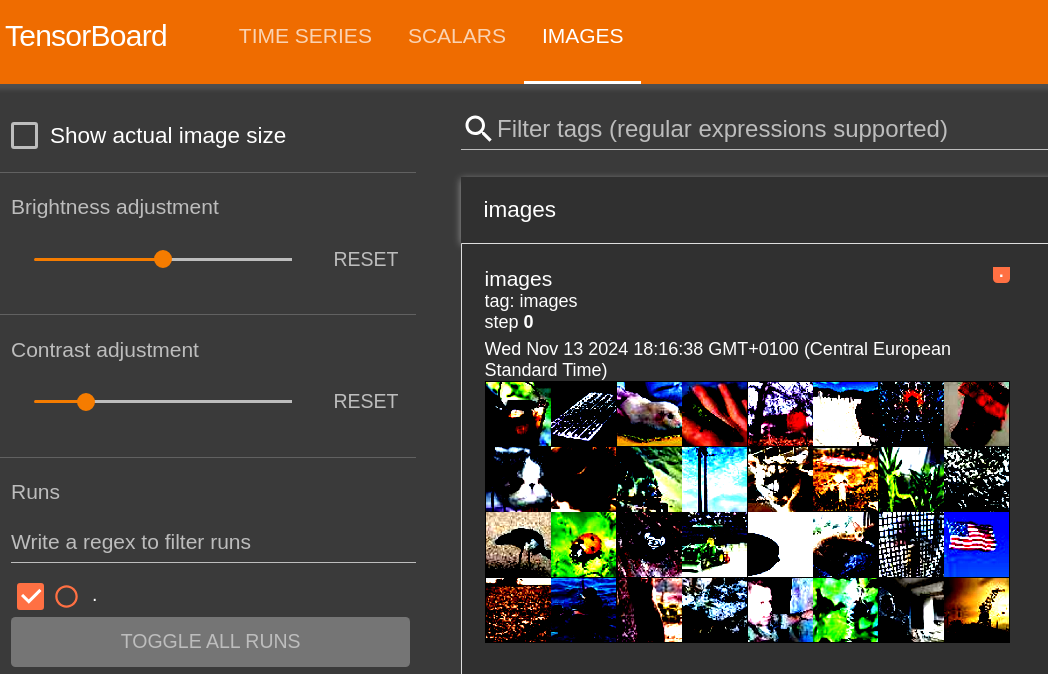 TensorBoard TIME SERIES SCALARS IMAGES
Show actual image size
Filter tags (regular expressions supported)
Brightness adjustment
RESET
Contrast adjustment
RESET
Runs
Write a regex to filter runs
.
TOGGLE ALL RUNS
images
images
tag: images
step 0
Wed Nov 13 2024 18:16:38 GMT+0100 (Central European
Standard Time)
.